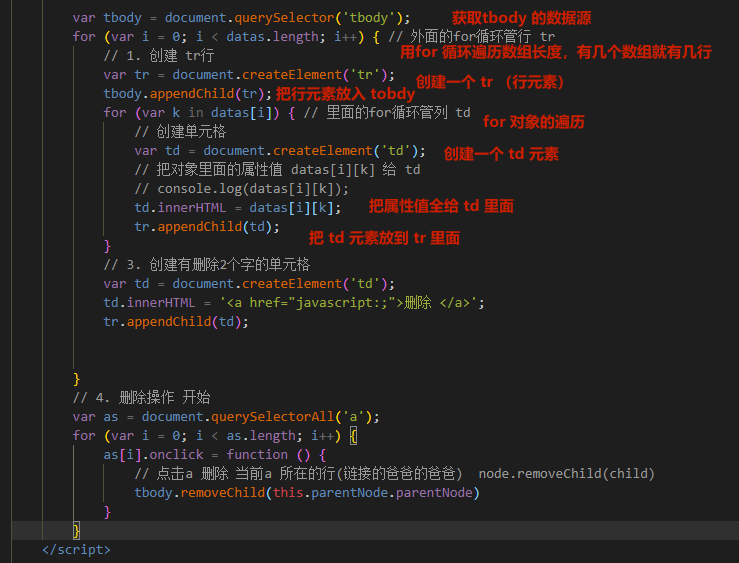 var tbody = document.querySelector('tbody'); 获取tbody 的数据源
for (var i = 0; i < datas.length; i++) { // 外面的for循环管行 tr
用for 循环遍历数组长度，有几个数组就有几行
// 1. 创建 tr行
var tr = document.createElement('tr'); 创建一个 tr （行元素）
tbody.appendChild(tr); 把行元素放入 tobdy
for (var k in datas[i]) { // 里面的for循环管列 td for 对象的遍历
// 创建单元格
var td = document.createElement('td'); 创建一个 td 元素
// 把对象里面的属性值 datas[i][k] 给 td
// console.log(datas[i][k]);
td.innerHTML = datas[i][k]; 把属性值全给 td 里面
tr.appendChild(td); 把 td 元素放到 tr 里面
}
// 3. 创建有删除2个字的单元格
var td = document.createElement('td');
td.innerHTML = '<a href="javascript:;">删除 </a>';
tr.appendChild(td);
}
// 4. 删除操作 开始
var as = document.querySelectorAll('a');
for (var i = 0; i < as.length; i++) {
as[i].onclick = function () {
// 点击a 删除 当前a 所在的行(链接的爸爸的爸爸) node.removeChild(child)
tbody.removeChild(this.parentNode.parentNode)
}
}
</script>